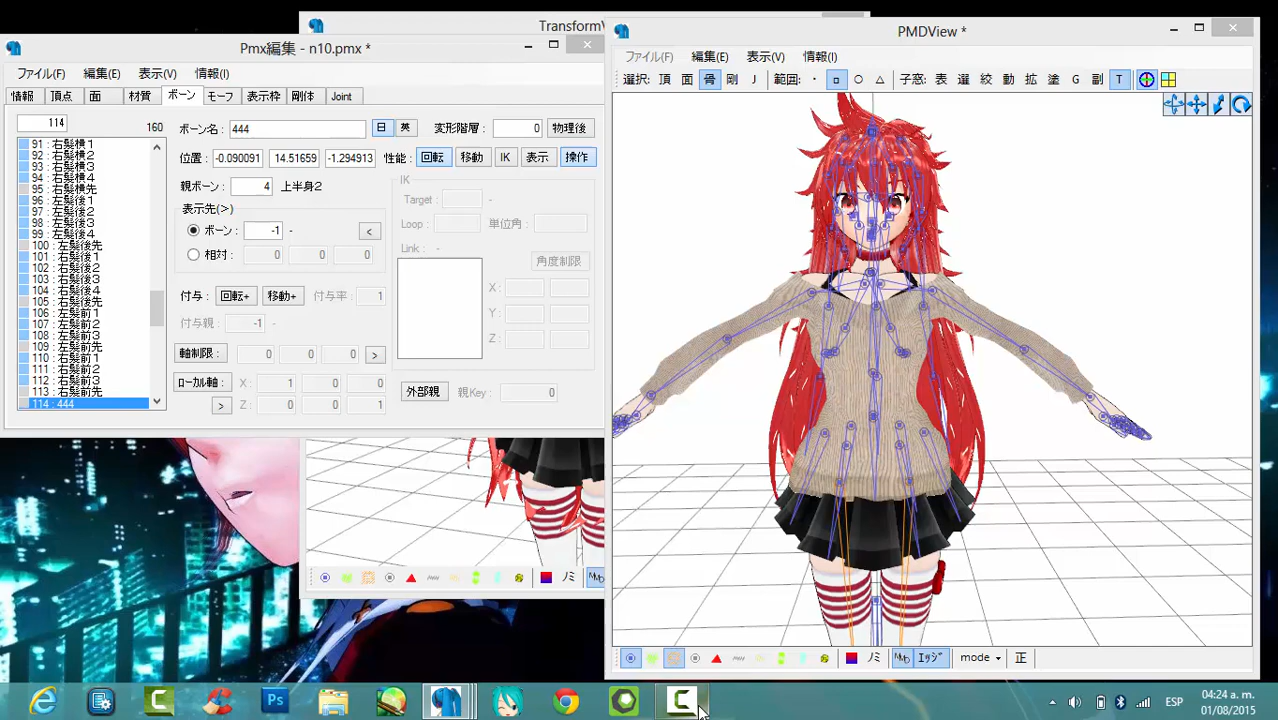 TransformV
Pmx編集 - n10.pmx *
ファイル(F) 編集(E) 表示(V) 情報(I)
情報 頂点 面 材質 ボーン モーフ 表示枠 剛体 Joint
114 160
ボーン名: 444 日 英 変形階層: 0 物理後
位置: -0.090091 14.51659 -1.294913 性能: 回転 移動 IK 表示 操作
親ボーン: 4 上半身2
表示先(>)
ボーン: -1 - <
相対: 0 0 0
付与: 回転+ 移動+ 付与率: 1
付与親: -1 -
軸制限: 0 0 0 >
ローカル軸: X: 1 0 0
> Z: 0 0 1
IK
Target: -
Loop: 単位角:
Link: -
角度制限
X:
Y:
Z:
外部親 親Key: 0
91 : 右髪横1
92 : 右髪横2
93 : 右髪横3
94 : 右髪横4
95 : 右髪横先
96 : 左髪後1
97 : 左髪後2
98 : 左髪後3
99 : 左髪後4
100 : 左髪後先
101 : 右髪後1
102 : 右髪後2
103 : 右髪後3
104 : 右髪後4
105 : 右髪後先
106 : 左髪前1
107 : 左髪前2
108 : 左髪前3
109 : 左髪前先
110 : 右髪前1
111 : 右髪前2
112 : 右髪前3
113 : 右髪前先
114 : 444
PMDView *
ファイル(F) 編集(E) 表示(V) 情報(I)
選択: 頂 面 骨 剛 J 範囲: 子窓: 表 選 絞 動 拡 塗 G 副 T
ノミ MMD エッジ mode 正
ノミ
Ps
ESP
04:24 a. m.
01/08/2015